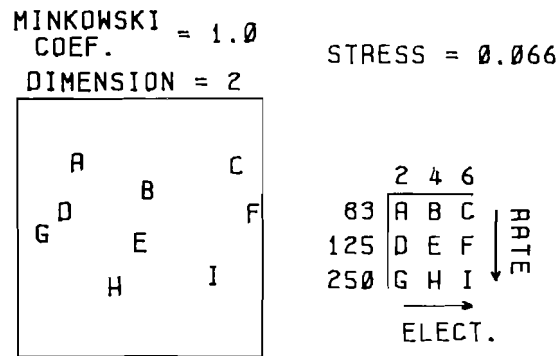 MINKOWSKI
COEF. = 1.0
DIMENSION = 2
STRESS = 0.066
A
C
B
D
F
G
E
I
H
2 4 6
83 A B C
125 D E F
250 G H I
RATE
ELECT.